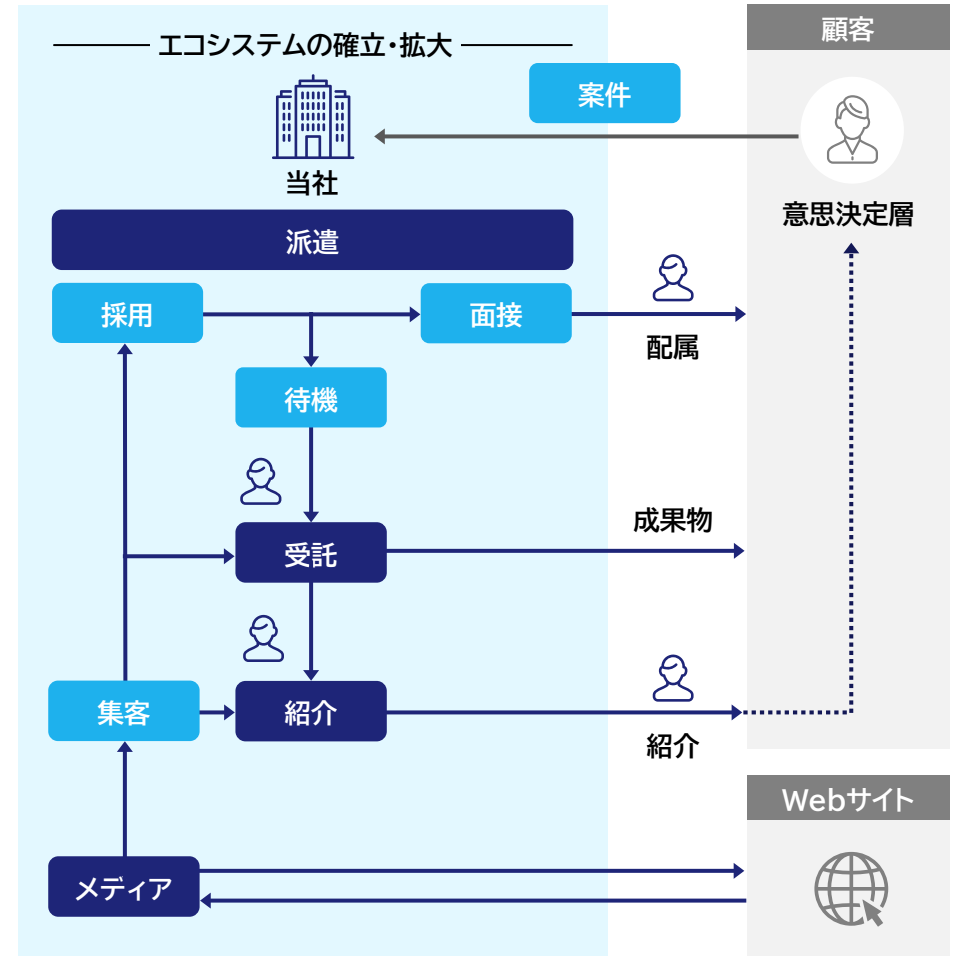 エコシステムの確立・拡大
顧客
案件
当社
意思決定層
派遣
採用
面接
配属
待機
成果物
受託
集客
紹介
紹介
Webサイト
メディア